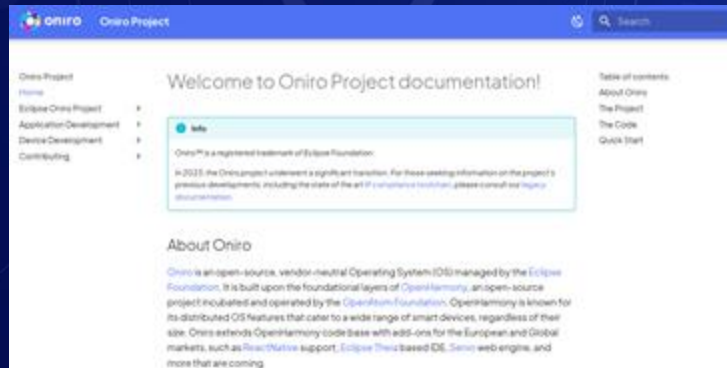 oniro Oniro Project Search
Oniro Project
Home
Eclipse Oniro Project
Application Development
Device Development
Contributing
Welcome to Oniro Project documentation!
Info
Oniro™ is a registered trademark of Eclipse Foundation
In 2023, the Oniro project underwent a significant transition. For those seeking information on the project's
previous developments, including the state of the art IP compliance toolchain, please consult our legacy
documentation.
About Oniro
Oniro is an open-source, vendor-neutral Operating System (OS) managed by the Eclipse
Foundation. It is built upon the foundational layers of OpenHarmony, an open-source
project incubated and operated by the OpenAtom Foundation. OpenHarmony is known for
its distributed OS features that cater to a wide range of smart devices, regardless of their
size. Oniro extends OpenHarmony code base with add-ons for the European and Global
markets, such as ReactNative support, Eclipse Theia based IDE, Servo web engine, and
more that are coming.
Table of contents
About Oniro
The Project
The Code
Quick Start